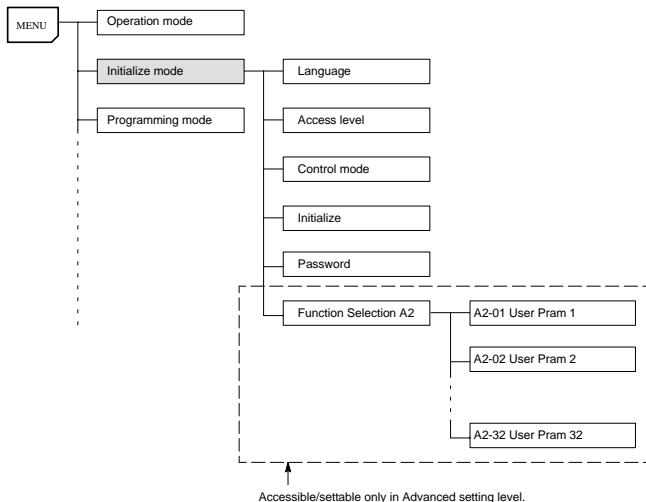 MENU
Operation mode
Initialize mode
Programming mode
Language
Access level
Control mode
Initialize
Password
Function Selection A2
A2-01 User Pram 1
A2-02 User Pram 2
A2-32 User Pram 32
Accessible/settable only in Advanced setting level.